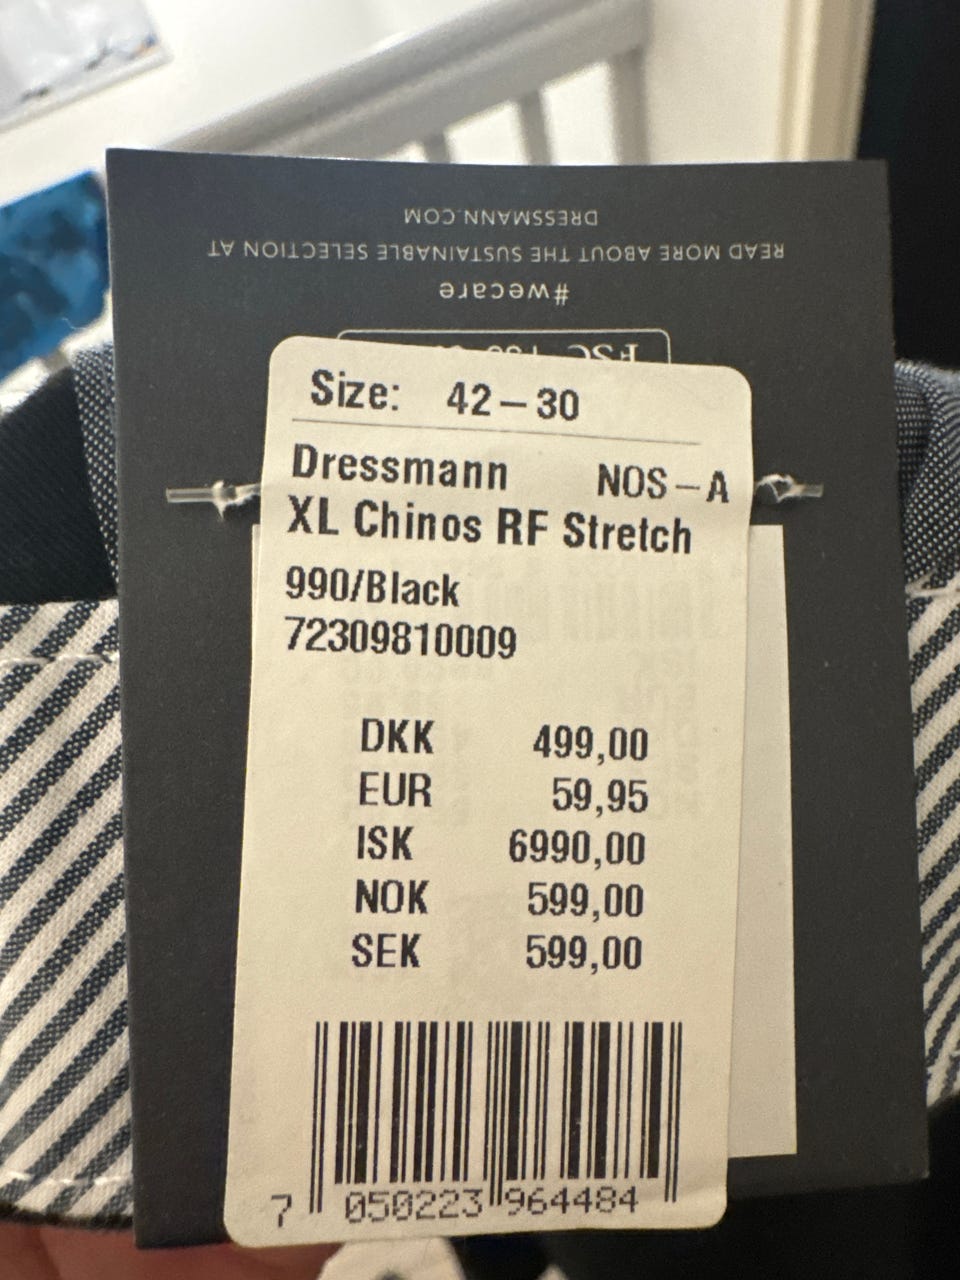 DRESSMANN.COM
READ MORE ABOUT THE SUSTAINABLE SELECTION AT
#wecare
Size: 42-30
Dressmann NOS-A
XL Chinos RF Stretch
990/Black
72309810009
DKK 499,00
EUR 59,95
ISK 6990,00
NOK 599,00
SEK 599,00
7 050223 964484